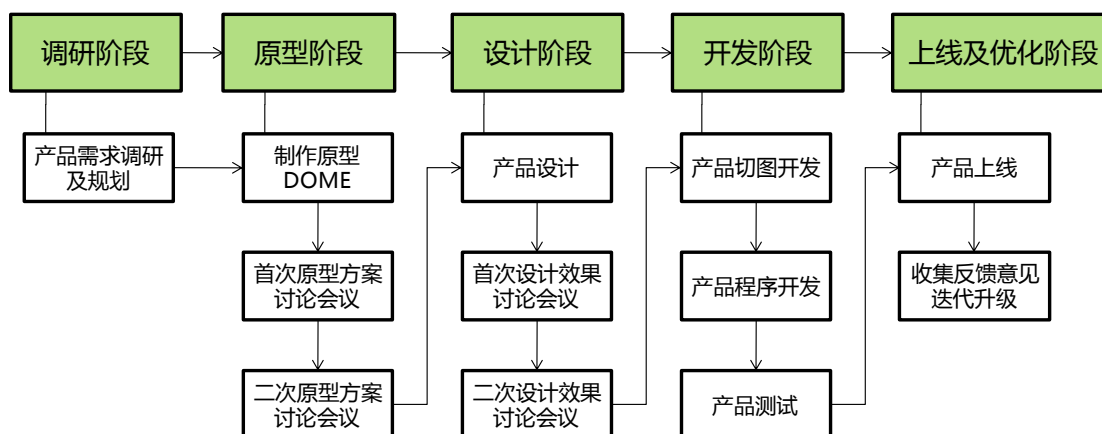 调研阶段
原型阶段
设计阶段
开发阶段
上线及优化阶段
产品需求调研
及规划
制作原型
DOME
产品设计
产品切图开发
产品上线
首次原型方案
讨论会议
首次设计效果
讨论会议
产品程序开发
收集反馈意见
迭代升级
二次原型方案
讨论会议
二次设计效果
讨论会议
产品测试